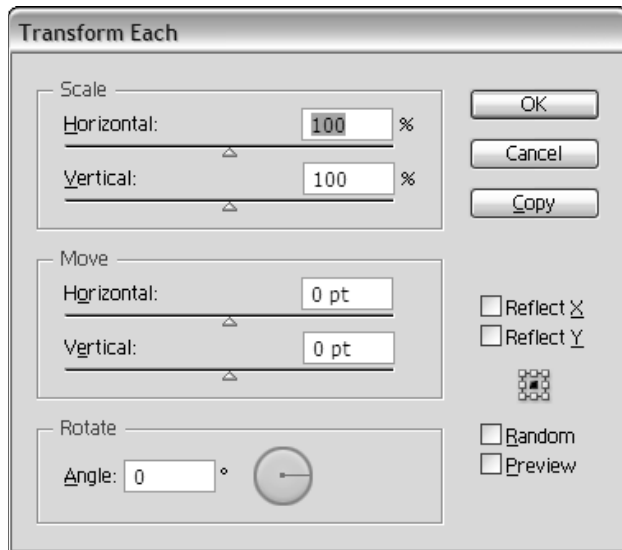 Transform Each
Scale
Horizontal: 100 %
Vertical: 100 %
Move
Horizontal: 0 pt
Vertical: 0 pt
Rotate
Angle: 0 °
OK
Cancel
Copy
Reflect X
Reflect Y
Random
Preview